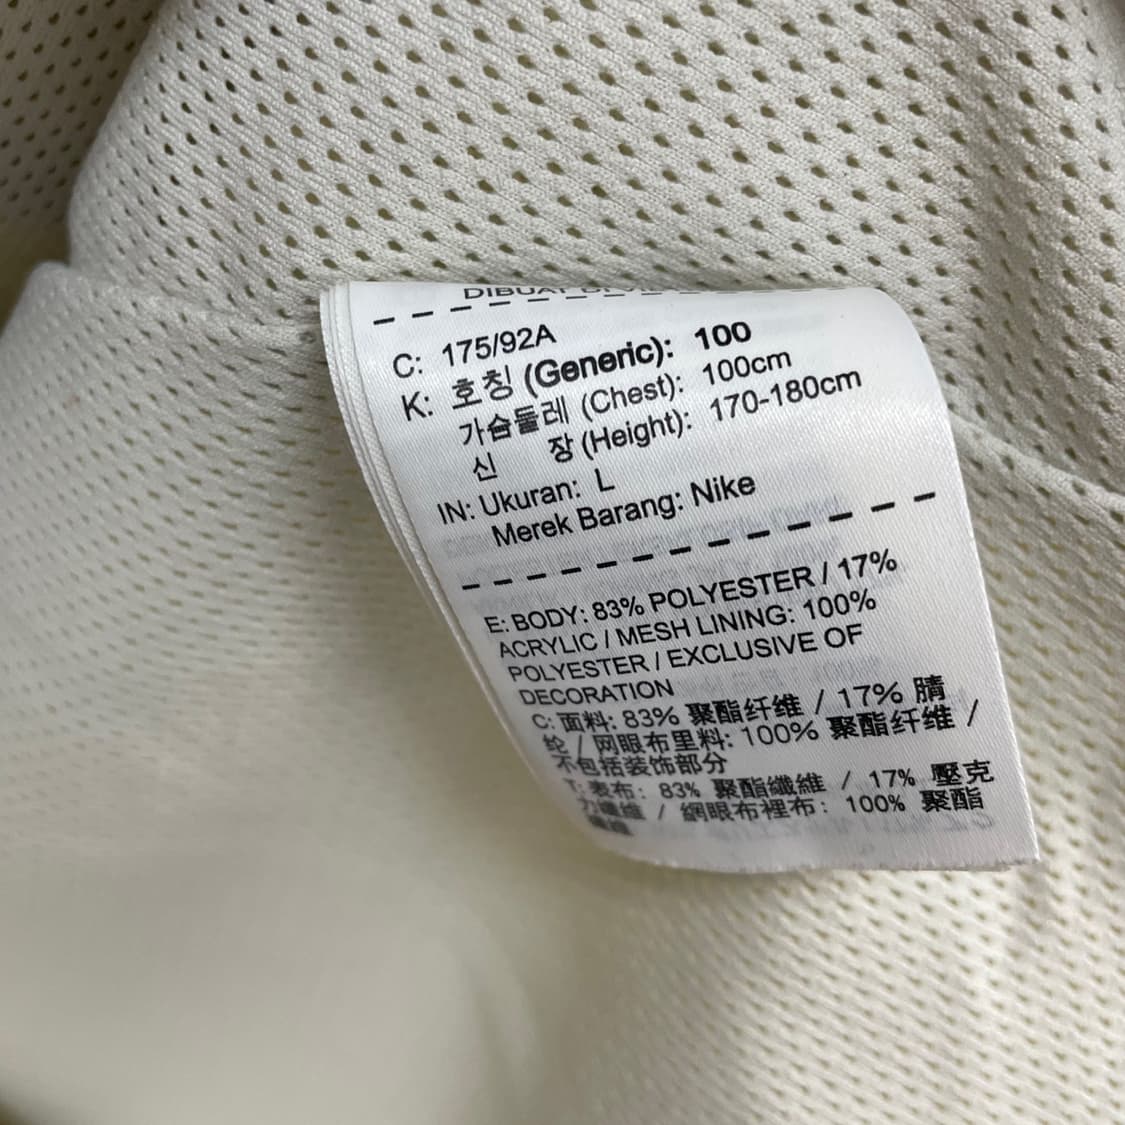 DIBUAT DI
C: 175/92A
K: 호칭 (Generic): 100
가슴둘레 (Chest): 100cm
신 장 (Height): 170-180cm
IN: Ukuran: L
Merek Barang: Nike
E: BODY: 83% POLYESTER / 17%
ACRYLIC / MESH LINING: 100%
POLYESTER / EXCLUSIVE OF
DECORATION
C: 面料: 83% 聚酯纤维 / 17% 腈
纶 / 网眼布里料: 100% 聚酯纤维 /
不包括装饰部分
T: 表布: 83% 聚酯纖維 / 17% 壓克
力纖維 / 網眼布裡布: 100% 聚酯